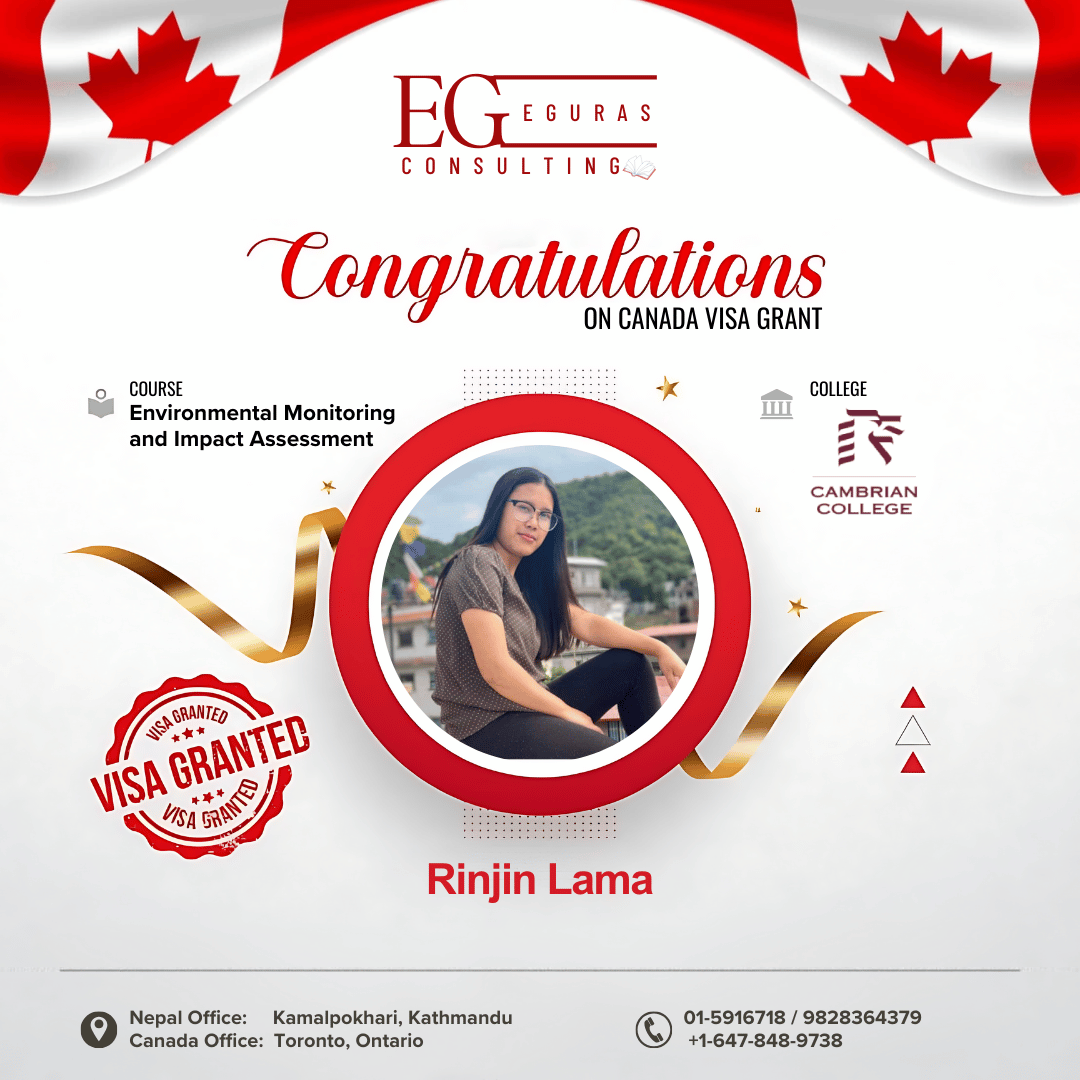 EG EGURAS
CONSULTING
Congratulations
ON CANADA VISA GRANT
COURSE
Environmental Monitoring
and Impact Assessment
COLLEGE
CAMBRIAN
COLLEGE
VISA GRANTED
VISA GRANTED
VISA GRANTED
Rinjin Lama
Nepal Office: Kamalpokhari, Kathmandu
Canada Office: Toronto, Ontario
01-5916718 / 9828364379
+1-647-848-9738